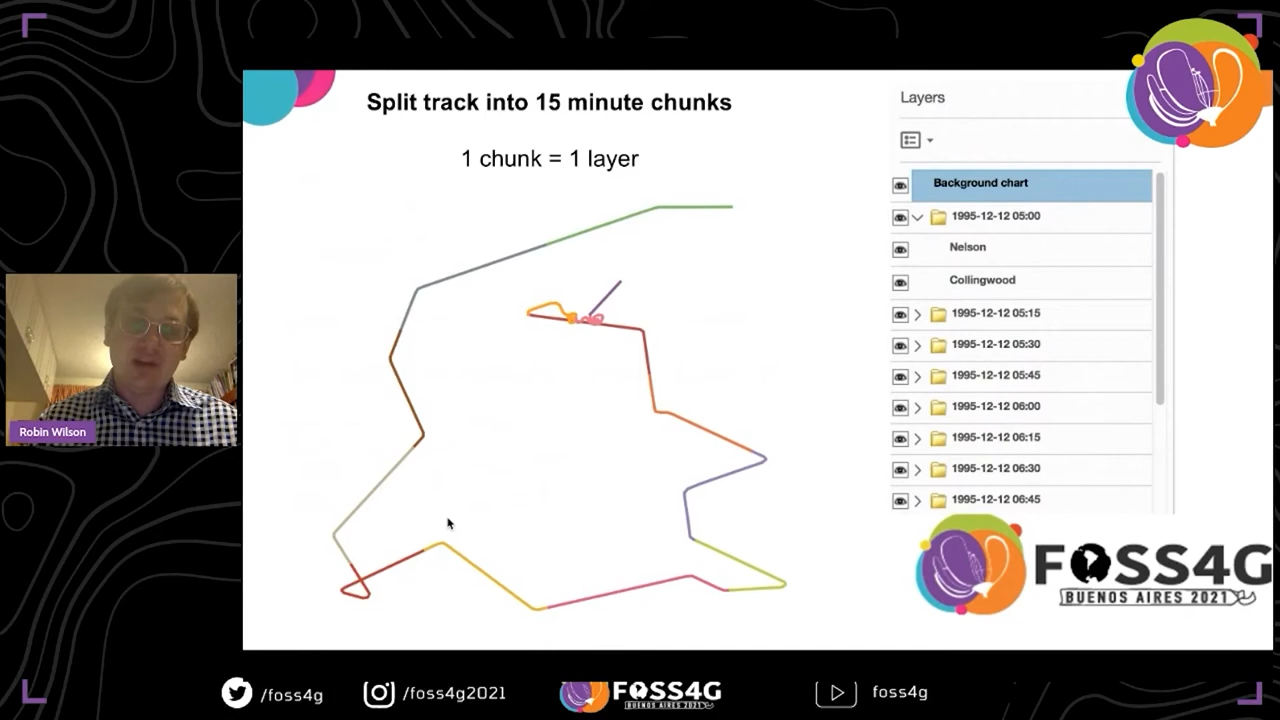 Split track into 15 minute chunks
1 chunk = 1 layer
Layers
Background chart
1995-12-12 05:00
Nelson
Collingwood
1995-12-12 05:15
1995-12-12 05:30
1995-12-12 05:45
1995-12-12 06:00
1995-12-12 06:15
1995-12-12 06:30
1995-12-12 06:45
Robin Wilson
FOSS4G
BUENOS AIRES 2021
/foss4g
/foss4g2021
FOSS4G
BUENOS AIRES 2021
foss4g